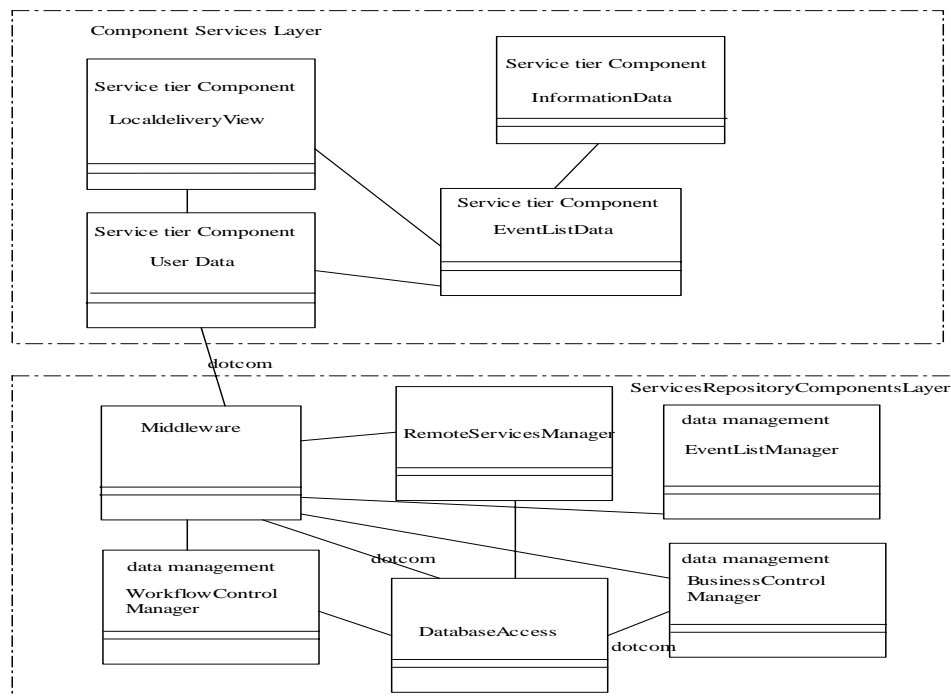 Component Services Layer
Service tier Component
LocaldeliveryView
Service tier Component
InformationData
Service tier Component
User Data
Service tier Component
EventListData
dotcom
ServicesRepositoryComponentsLayer
Middleware
RemoteServicesManager
data management
EventListManager
data management
WorkflowControl
Manager
dotcom
DatabaseAccess
data management
BusinessControl
Manager
dotcom